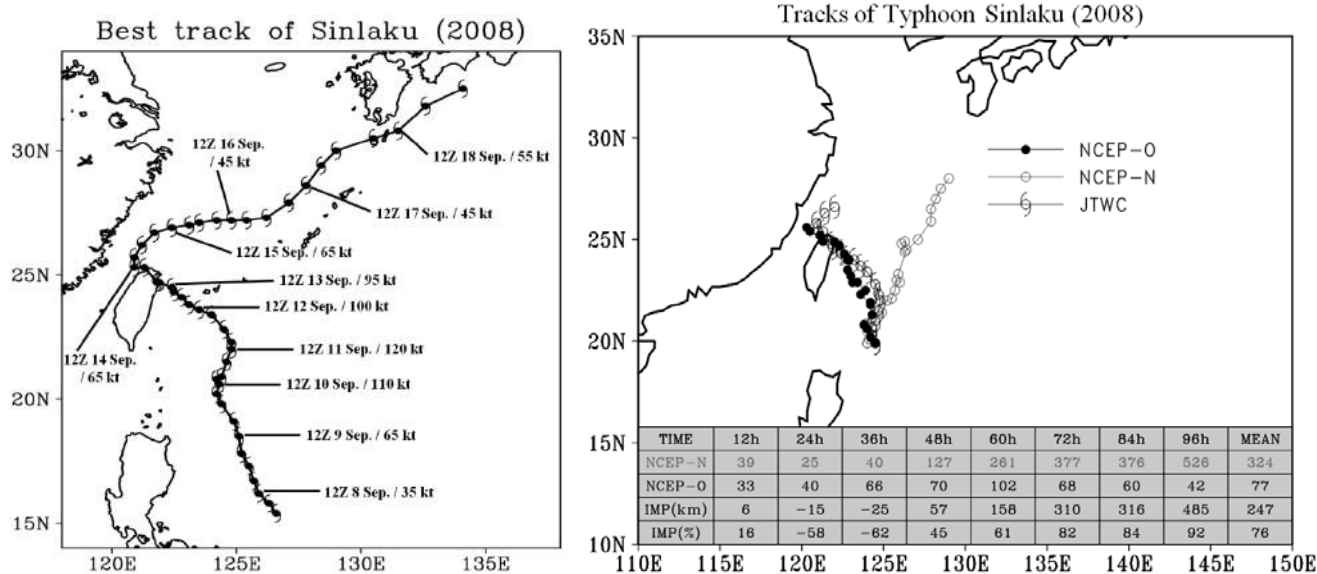 Best track of Sinlaku (2008)
30N
25N
20N
15N
120E 125E 130E 135E
12Z 16 Sep.
/ 45 kt
12Z 18 Sep. / 55 kt
12Z 17 Sep. / 45 kt
12Z 15 Sep. / 65 kt
12Z 13 Sep. / 95 kt
12Z 12 Sep. / 100 kt
12Z 14 Sep.
/ 65 kt
12Z 11 Sep. / 120 kt
12Z 10 Sep. / 110 kt
12Z 9 Sep. / 65 kt
12Z 8 Sep. / 35 kt
Tracks of Typhoon Sinlaku (2008)
35N
30N
25N
20N
15N
10N
NCEP-O
NCEP-N
JTWC
TIME 12h 24h 36h 48h 60h 72h 84h 96h MEAN
NCEP-N 39 25 40 127 261 377 376 526 324
NCEP-O 33 40 66 70 102 68 60 42 77
IMP(km) 6 -15 -25 57 158 310 316 485 247
IMP(%) 16 -58 -62 45 61 82 84 92 76
110E 115E 120E 125E 130E 135E 140E 145E 150E